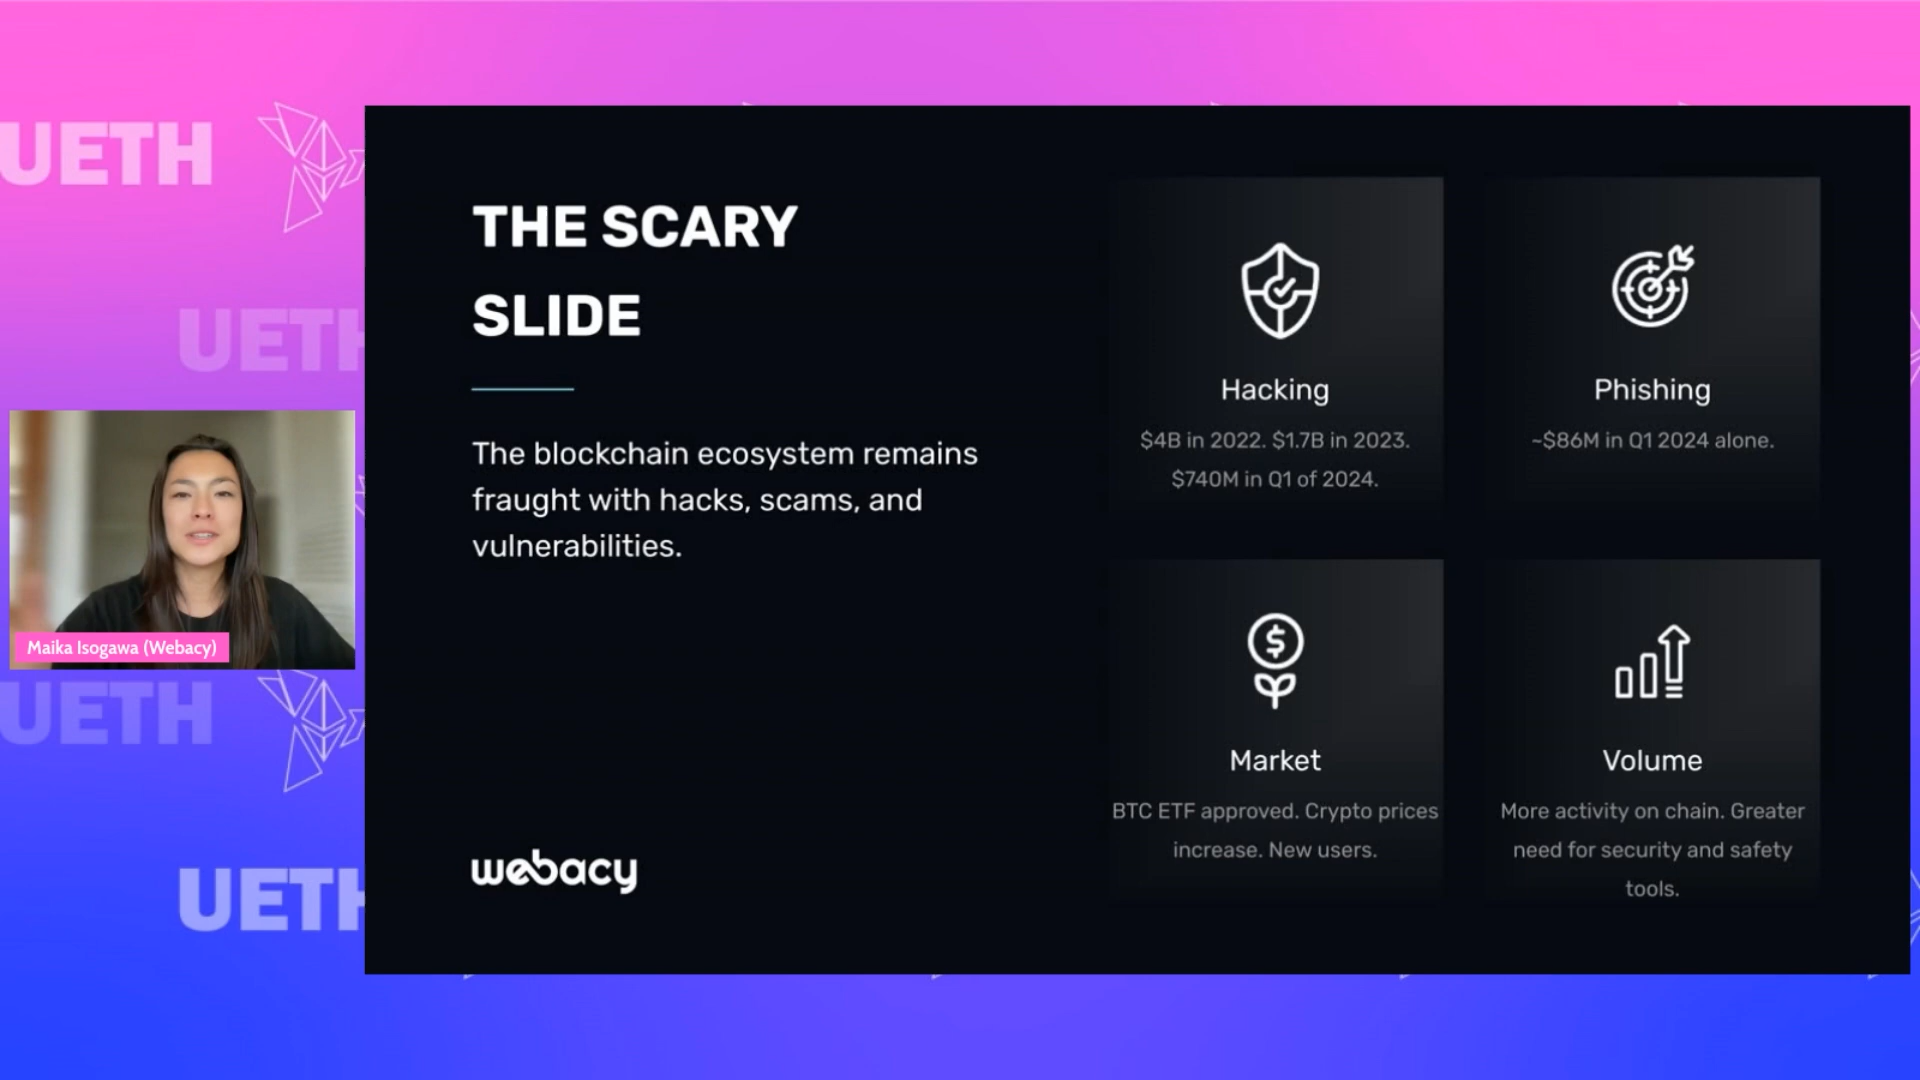 UETH
UETH
THE SCARY
SLIDE
The blockchain ecosystem remains
fraught with hacks, scams, and
vulnerabilities.
webacy
Hacking
$4B in 2022. $1.7B in 2023.
$740M in Q1 of 2024.
Phishing
~$86M in Q1 2024 alone.
Market
BTC ETF approved. Crypto prices
increase. New users.
Volume
More activity on chain. Greater
need for security and safety
tools.
Maika Isogawa (Webacy)
UETH
UETH